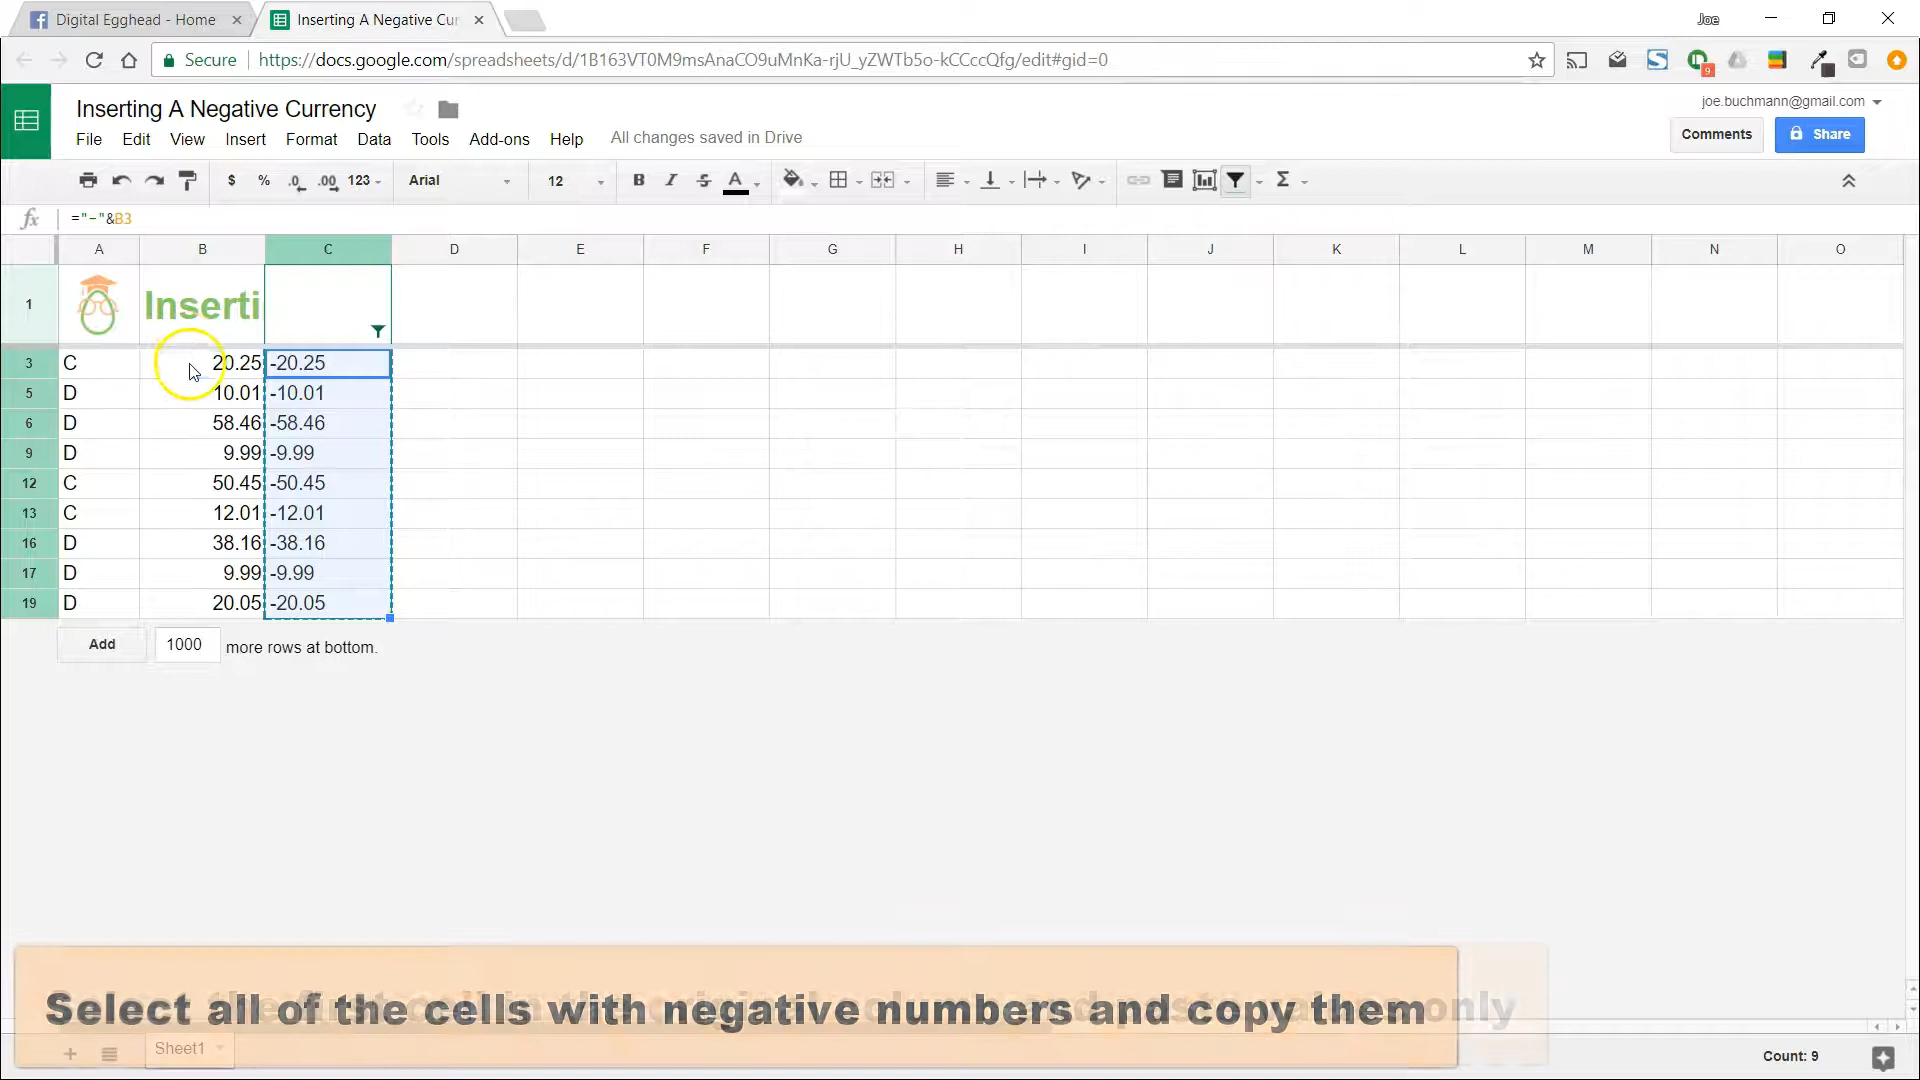 Digital Egghead - Home
Inserting A Negative Cur
Joe
Secure
https://docs.google.com/spreadsheets/d/1B163VT0M9msAnaCO9uMnKa-rjU_yZWTb5o-kCCccQfg/edit#gid=0
9
Inserting A Negative Currency
joe.buchmann@gmail.com
File Edit View Insert Format Data Tools Add-ons Help All changes saved in Drive
Comments Share
$ % .0 .00 123 Arial 12 B I S A Σ
fx ="-"&B3
A B C D E F G H I J K L M N O
1 Inserti
3 C 20.25 -20.25
5 D 10.01 -10.01
6 D 58.46 -58.46
9 D 9.99 -9.99
12 C 50.45 -50.45
13 C 12.01 -12.01
16 D 38.16 -38.16
17 D 9.99 -9.99
19 D 20.05 -20.05
Add 1000 more rows at bottom.
Select all of the cells with negative numbers and copy them
only
Sheet1
Count: 9